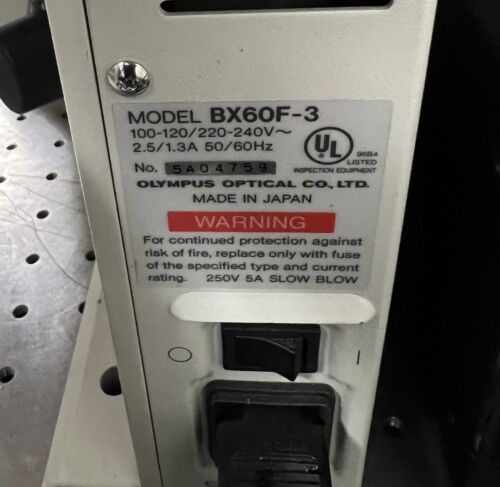 MODEL BX60F-3
100-120/220-240V～
2.5/1.3A 50/60Hz
No. 5A04759
UL
96B4
LISTED
INSPECTION EQUIPMENT
OLYMPUS OPTICAL CO., LTD.
MADE IN JAPAN
WARNING
For continued protection against
risk of fire, replace only with fuse
of the specified type and current
rating. 250V 5A SLOW BLOW